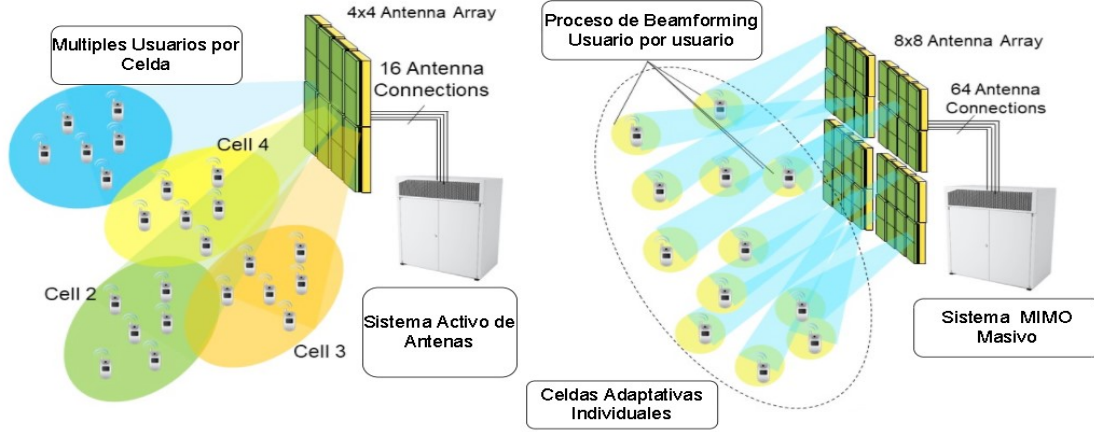 4x4 Antenna Array
Multiples Usuarios por
Celda
16 Antenna
Connections
Cell 4
Cell 2
Cell 3
Sistema Activo de
Antenas
Proceso de Beamforming
Usuario por usuario
8x8 Antenna Array
64 Antenna
Connections
Sistema MIMO
Masivo
Celdas Adaptativas
Individuales